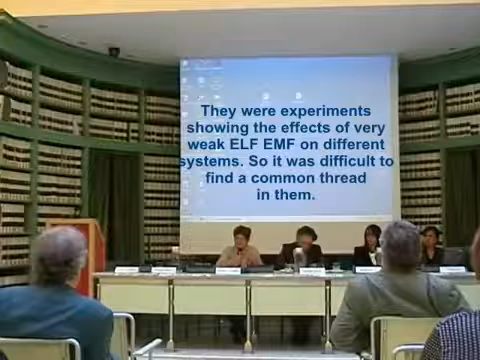 They were experiments
showing the effects of very
weak ELF EMF on different
systems. So it was difficult to
find a common thread
in them.